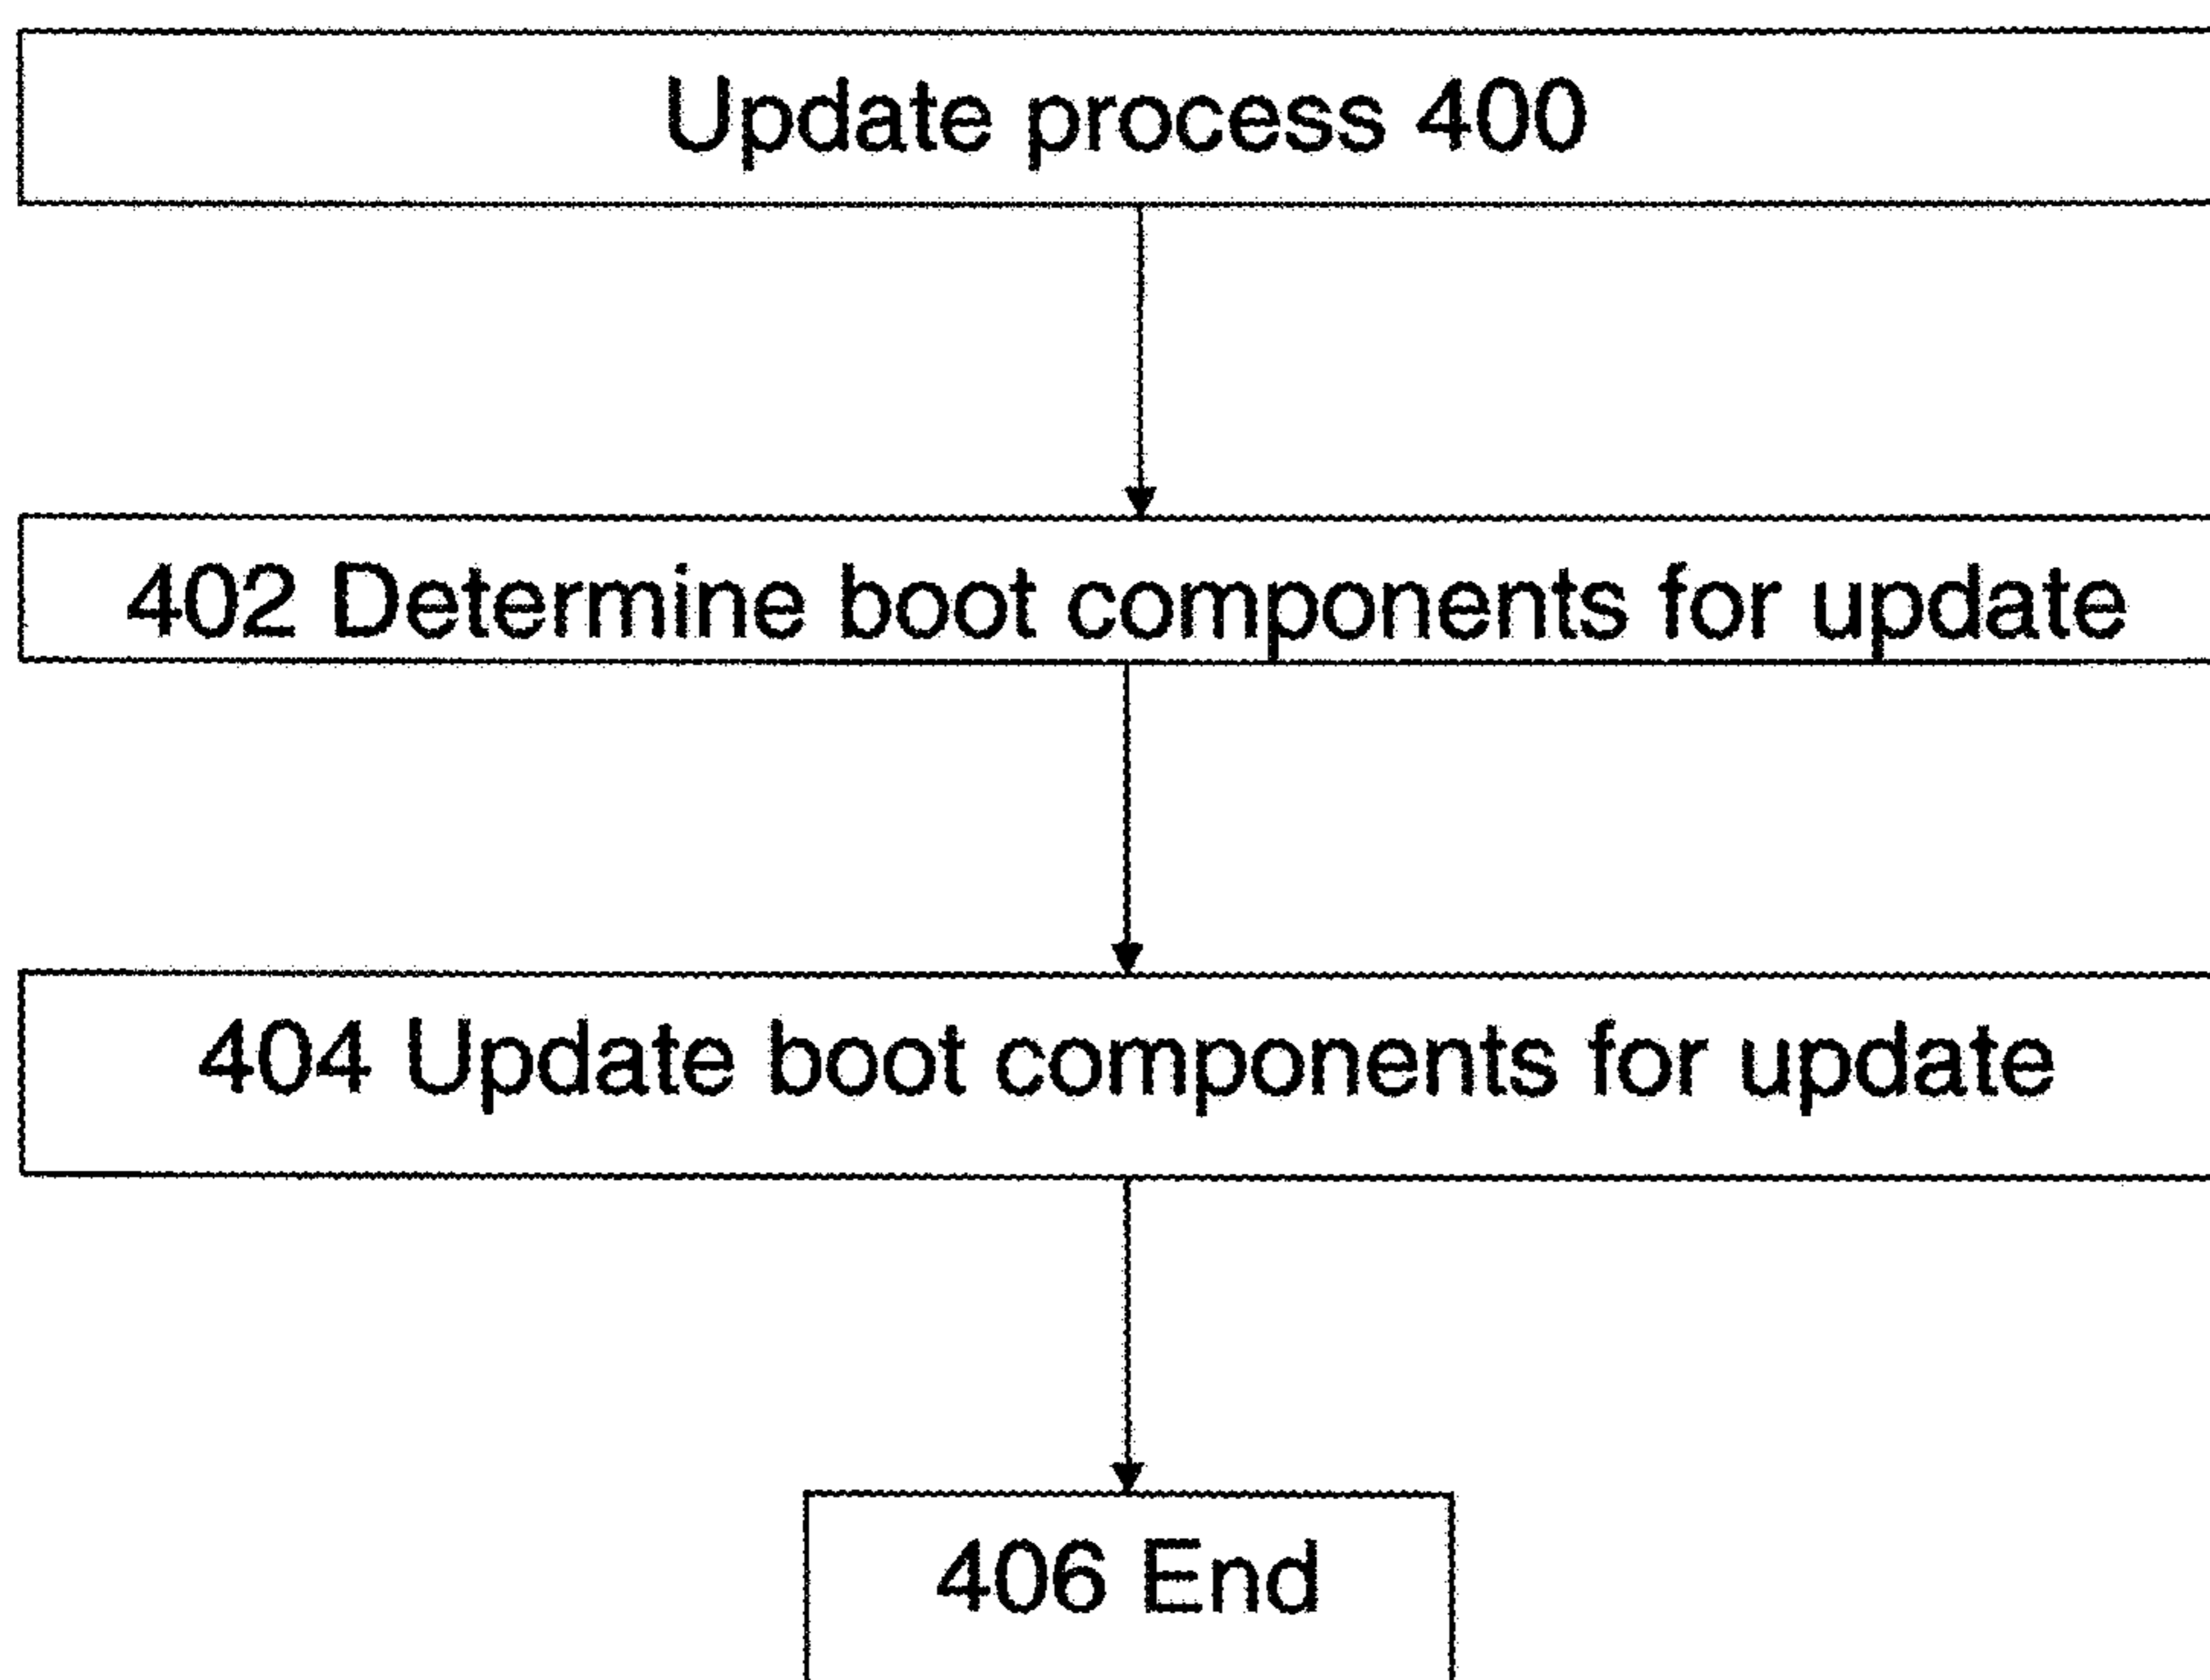 Update process 400
402 Determine boot components for update
404 Update boot components for update
406 End